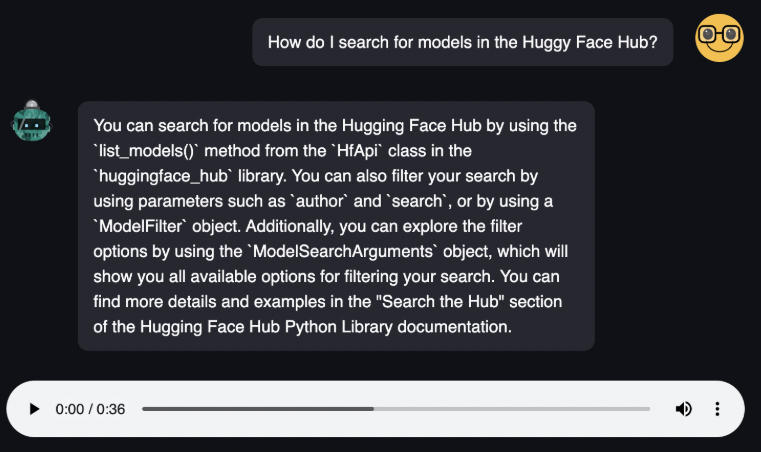 How do I search for models in the Huggy Face Hub?
You can search for models in the Hugging Face Hub by using the
`list_models()` method from the `HfApi` class in the
`huggingface_hub` library. You can also filter your search by
using parameters such as `author` and `search`, or by using a
`ModelFilter` object. Additionally, you can explore the filter
options by using the `ModelSearchArguments` object, which will
show you all available options for filtering your search. You can
find more details and examples in the "Search the Hub" section
of the Hugging Face Hub Python Library documentation.
0:00 / 0:36